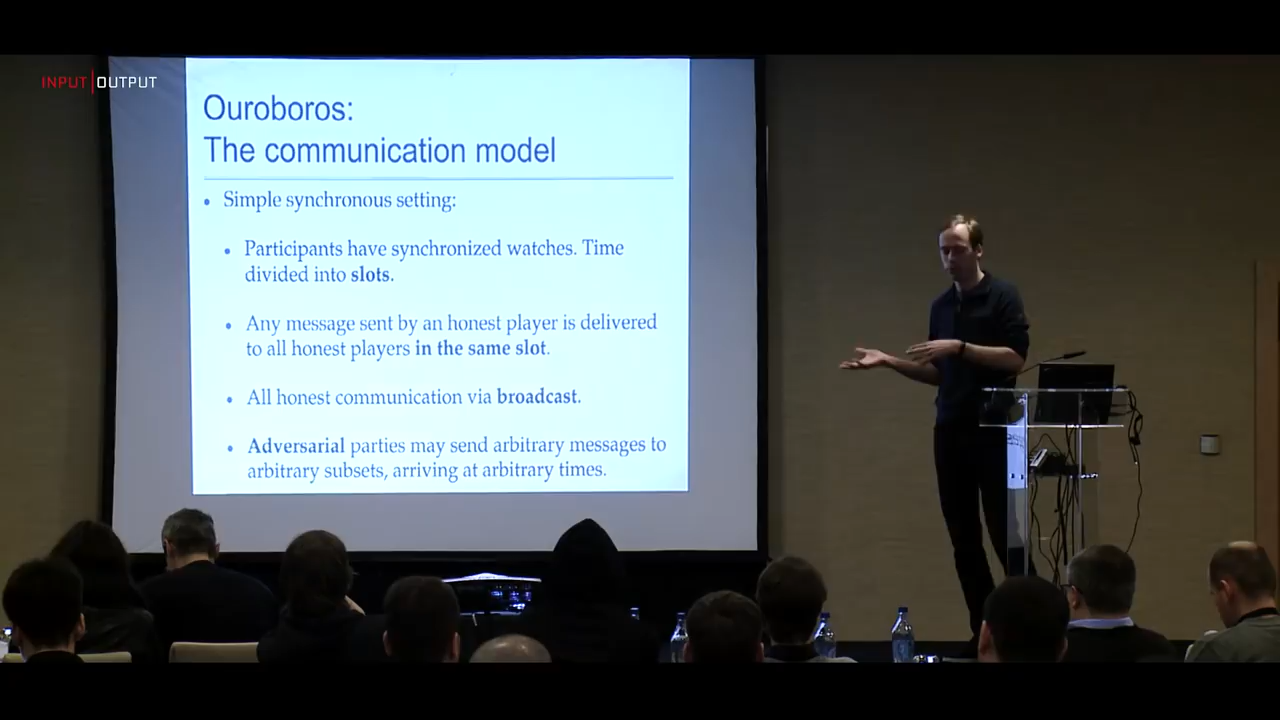 INPUT|OUTPUT
Ouroboros:
The communication model
• Simple synchronous setting:
• Participants have synchronized watches. Time
divided into slots.
• Any message sent by an honest player is delivered
to all honest players in the same slot.
• All honest communication via broadcast.
• Adversarial parties may send arbitrary messages to
arbitrary subsets, arriving at arbitrary times.